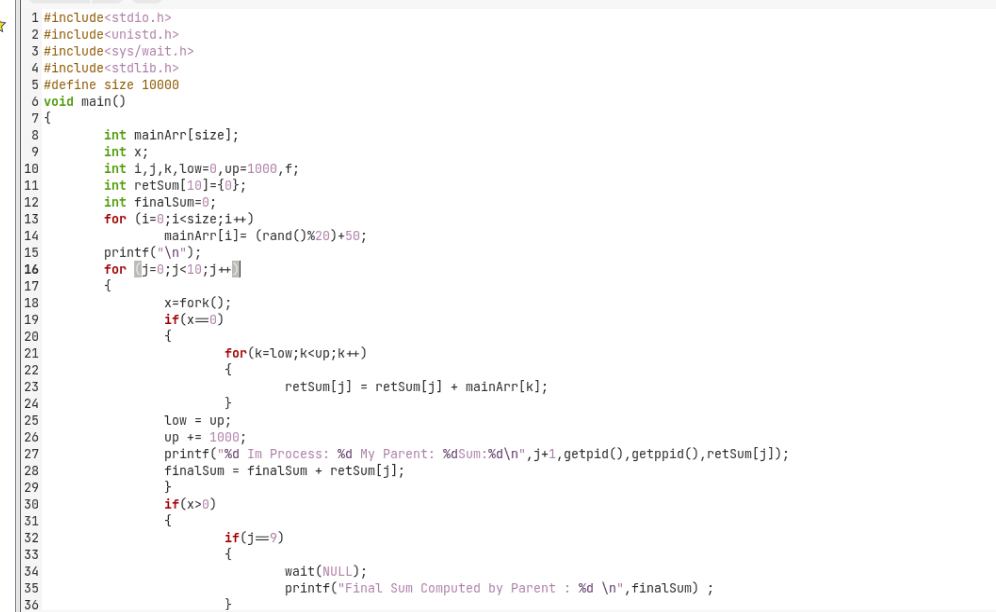 1 #include<stdio.h>
2 #include<unistd.h>
3 #include<sys/wait.h>
4 #include<stdlib.h>
5 #define size 10000
6 void main()
7 {
8 int mainArr[size];
9 int x;
10 int i,j,k,low=0,up=1000,f;
11 int retSum[10]={0};
12 int finalSum=0;
13 for (i=0;i<size;i++)
14 mainArr[i]= (rand()%20)+50;
15 printf("\n");
16 for (j=0;j<10;j++)
17 {
18 x=fork();
19 if(x==0)
20 {
21 for(k=low;k<up;k++)
22 {
23 retSum[j] = retSum[j] + mainArr[k];
24 }
25 low = up;
26 up += 1000;
27 printf("%d Im Process: %d My Parent: %dSum:%d\n",j+1,getpid(),getppid(),retSum[j]);
28 finalSum = finalSum + retSum[j];
29 }
30 if(x>0)
31 {
32 if(j==9)
33 {
34 wait(NULL);
35 printf("Final Sum Computed by Parent : %d \n",finalSum) ;
36 }